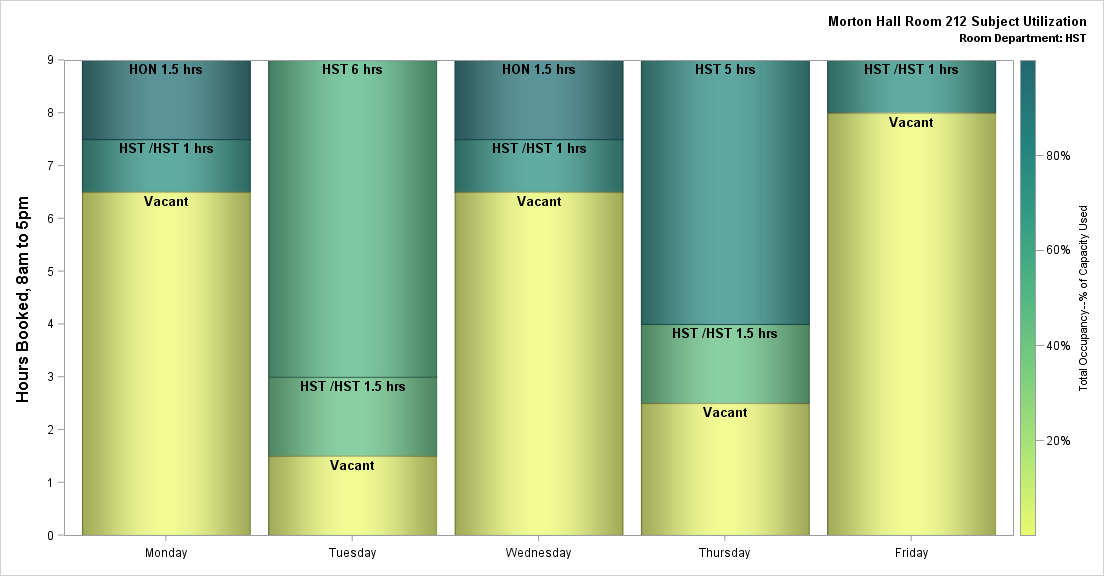 Morton Hall Room 212 Subject Utilization
Room Department: HST
Hours Booked, 8am to 5pm
9
8
7
6
5
4
3
2
1
0
HON 1.5 hrs
HST /HST 1 hrs
Vacant
HST 6 hrs
HST /HST 1.5 hrs
Vacant
HON 1.5 hrs
HST /HST 1 hrs
Vacant
HST 5 hrs
HST /HST 1.5 hrs
Vacant
HST /HST 1 hrs
Vacant
Monday
Tuesday
Wednesday
Thursday
Friday
80%
60%
40%
20%
Total Occupancy--% of Capacity Used